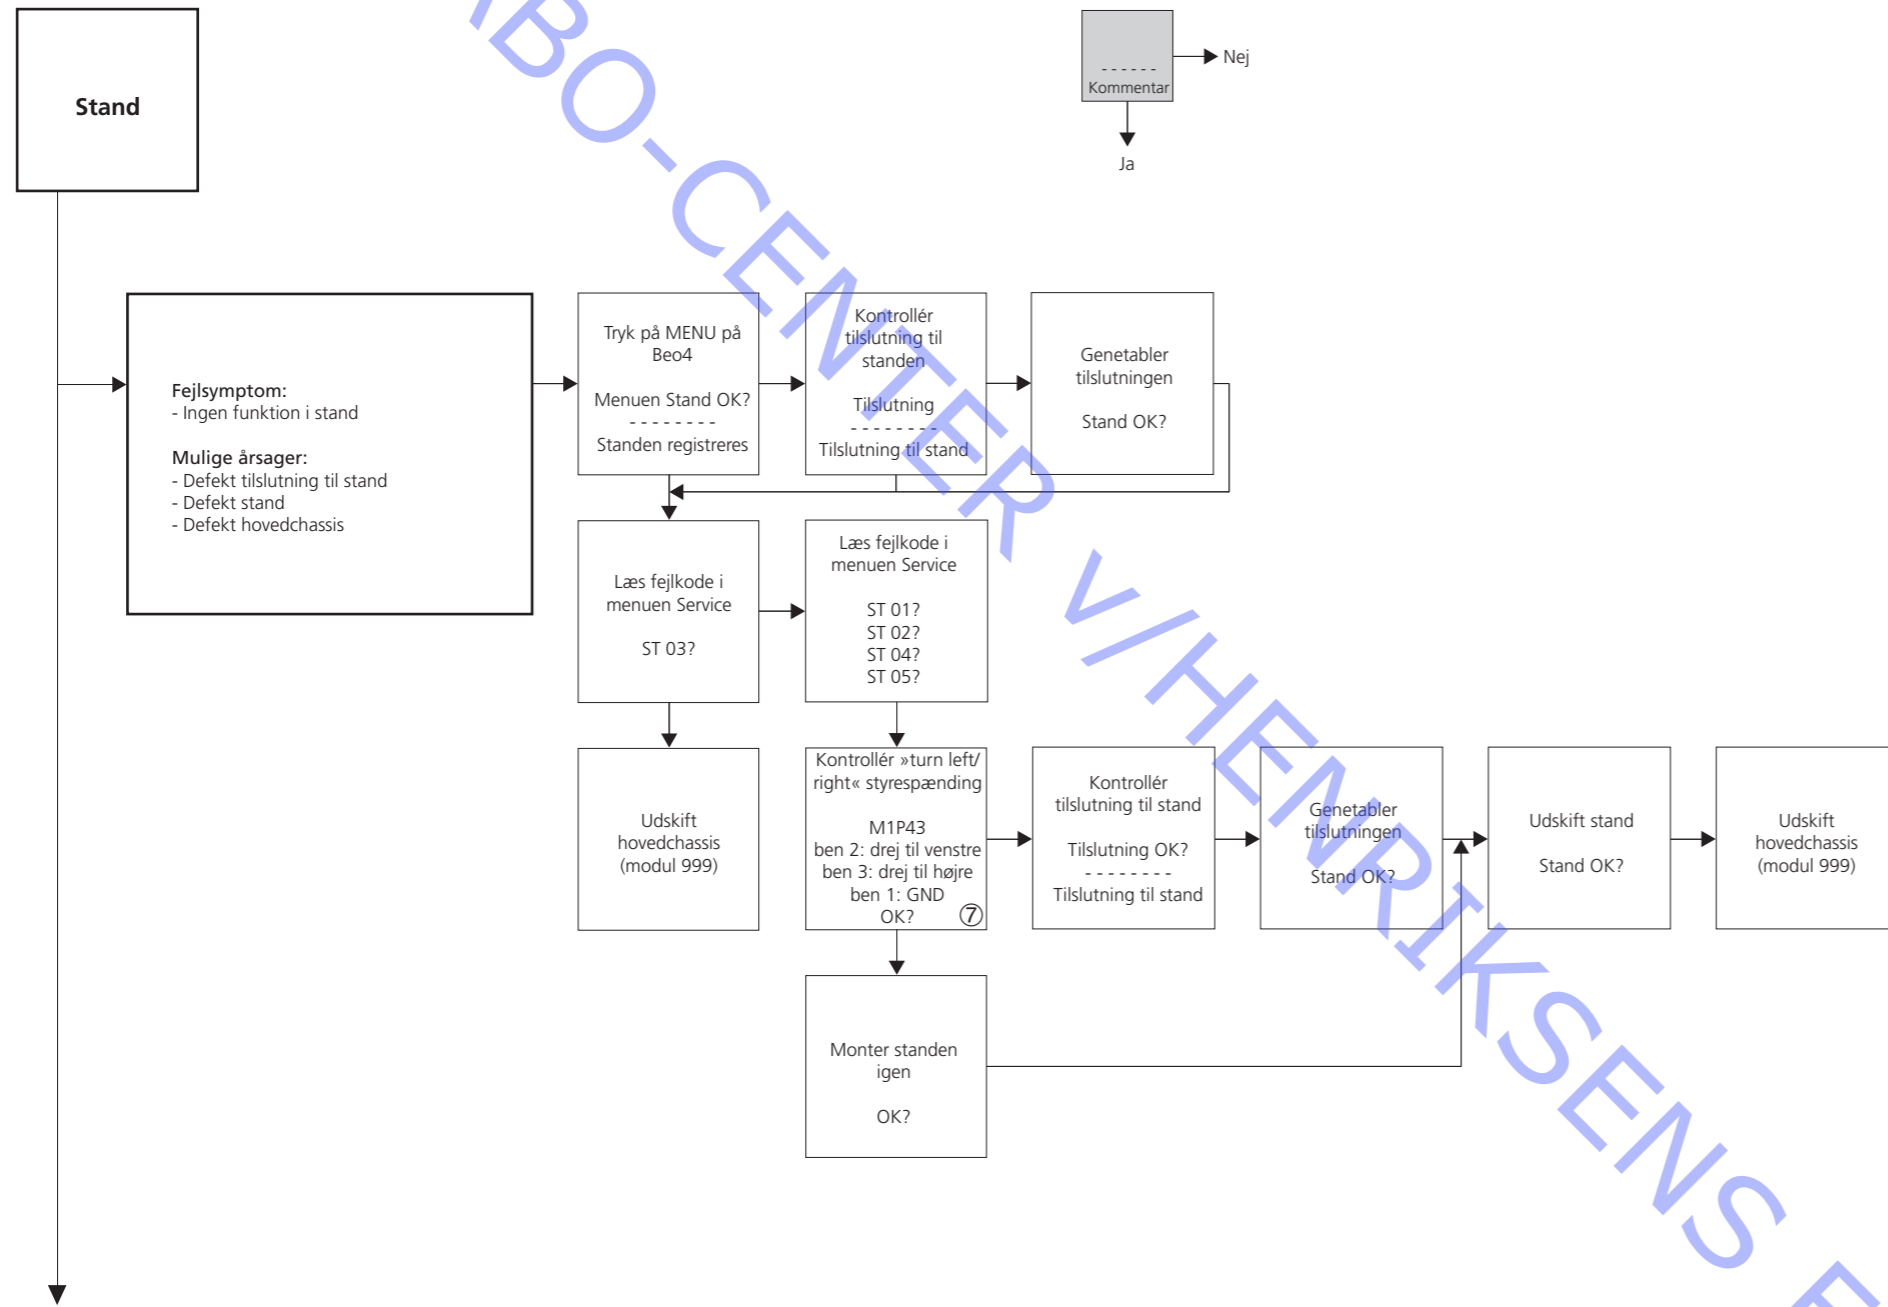 Stand
Kommentar
Nej
Ja
Fejlsymptom:
- Ingen funktion i stand
Mulige årsager:
- Defekt tilslutning til stand
- Defekt stand
- Defekt hovedchassis
Tryk på MENU på
Beo4
Menuen Stand OK?
Standen registreres
Kontrollér
tilslutning til
standen
Tilslutning
Tilslutning til stand
Genetabler
tilslutningen
Stand OK?
Læs fejlkode i
menuen Service
ST 03?
Læs fejlkode i
menuen Service
ST 01?
ST 02?
ST 04?
ST 05?
Udskift
hovedchassis
(modul 999)
Kontrollér »turn left/
right« styrespænding
M1P43
ben 2: drej til venstre
ben 3: drej til højre
ben 1: GND
OK? ⑦
Kontrollér
tilslutning til stand
Tilslutning OK?
Tilslutning til stand
Genetabler
tilslutningen
Stand OK?
Udskift stand
Stand OK?
Udskift
hovedchassis
(modul 999)
Monter standen
igen
OK?
BO-CENTER v/HENRIKSENS